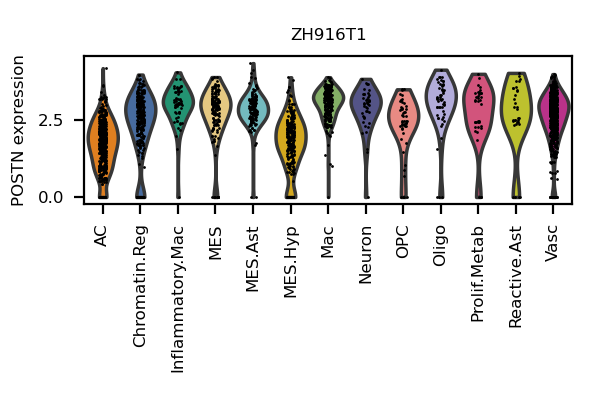 ZH916T1
POSTN expression
2.5
0.0
AC
Chromatin.Reg
Inflammatory.Mac
MES
MES.Ast
MES.Hyp
Mac
Neuron
OPC
Oligo
Prolif.Metab
Reactive.Ast
Vasc